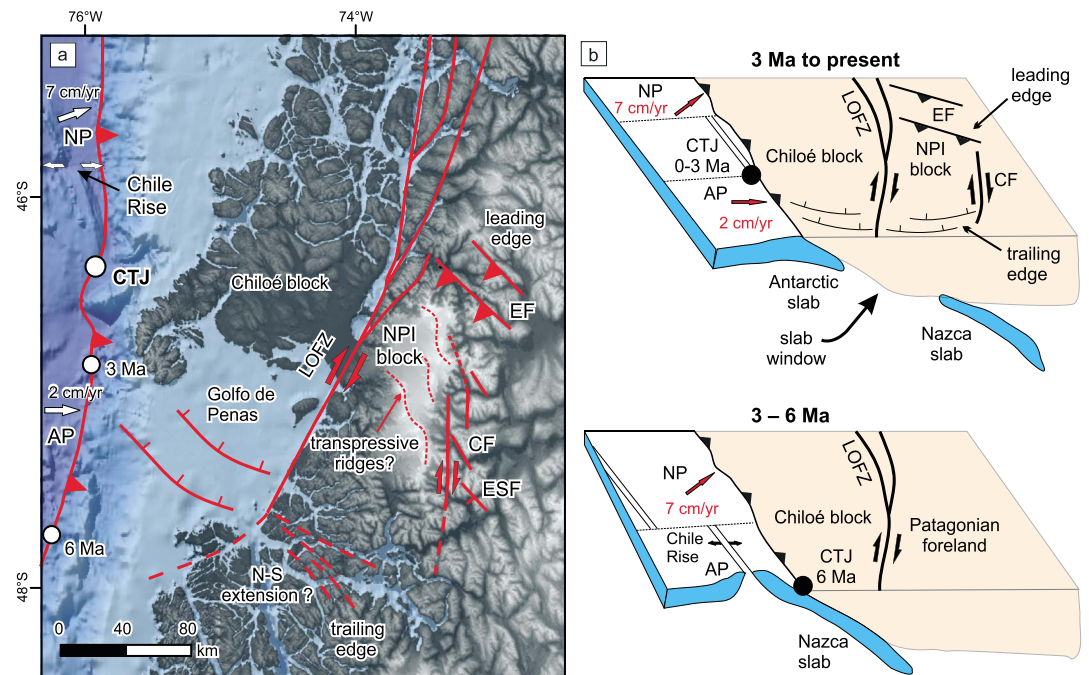 76°W
74°W
a
7 cm/yr
NP
Chile
Rise
46°S
CTJ
Chiloé block
leading
edge
EF
NPI
block
LOFZ
3 Ma
2 cm/yr
AP
Golfo de
Penas
transpressive
ridges?
CF
ESF
6 Ma
48°S
N-S
extension ?
trailing
edge
0 40 80
km
b
3 Ma to present
NP
7 cm/yr
LOFZ
EF
leading
edge
CTJ
0-3 Ma
Chiloé block
NPI
block
CF
AP
2 cm/yr
trailing
edge
Antarctic
slab
slab
window
Nazca
slab
3 – 6 Ma
NP
7 cm/yr
LOFZ
Chiloé block
Patagonian
foreland
Chile
Rise
AP
CTJ
6 Ma
Nazca
slab